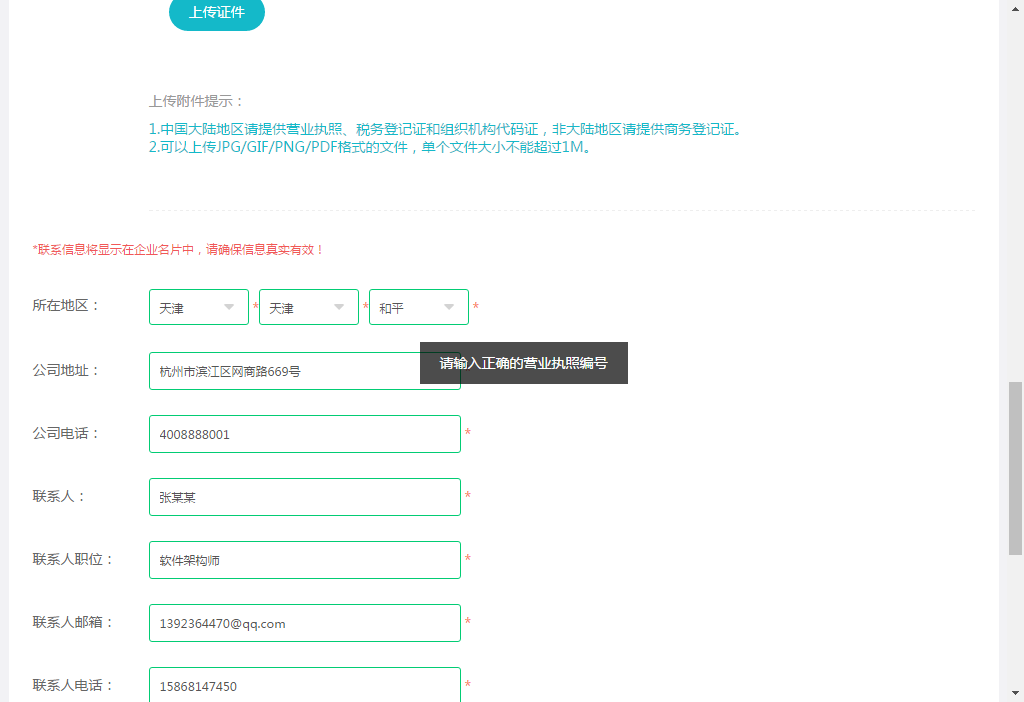 上传证件
上传附件提示：
1.中国大陆地区请提供营业执照、税务登记证和组织机构代码证，非大陆地区请提供商务登记证。
2.可以上传JPG/GIF/PNG/PDF格式的文件，单个文件大小不能超过1M。
*联系信息将显示在企业名片中，请确保信息真实有效！
所在地区： 天津 * 天津 * 和平 *
请输入正确的营业执照编号
公司地址： 杭州市滨江区网商路669号
公司电话： 4008888001 *
联系人： 张某某 *
联系人职位： 软件架构师 *
联系人邮箱： 1392364470@qq.com *
联系人电话： 15868147450 *